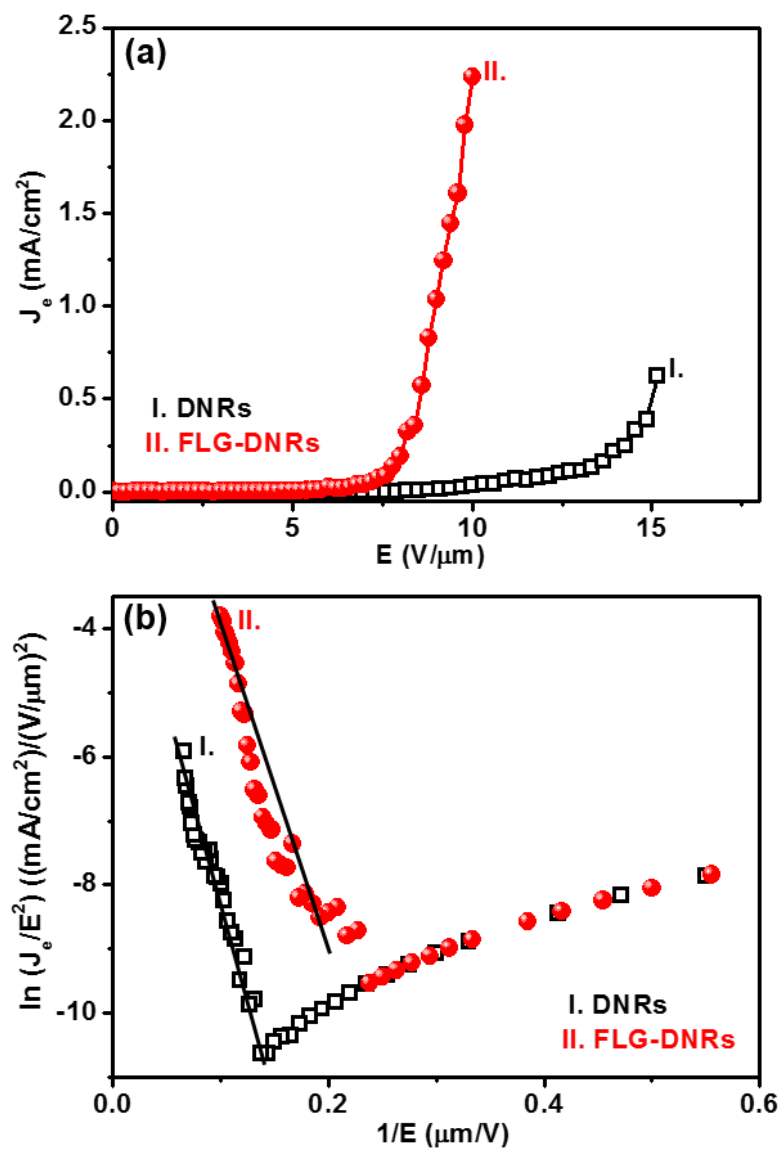 (a)
2.5
2.0
1.5
1.0
0.5
0.0
J_e (mA/cm²)
II.
I.
I. DNRs
II. FLG-DNRs
0
5
10
15
E (V/μm)
(b)
-4
-6
-8
-10
ln (J_e/E²) ((mA/cm²)/(V/μm)²)
II.
I.
I. DNRs
II. FLG-DNRs
0.0
0.2
0.4
0.6
1/E (μm/V)